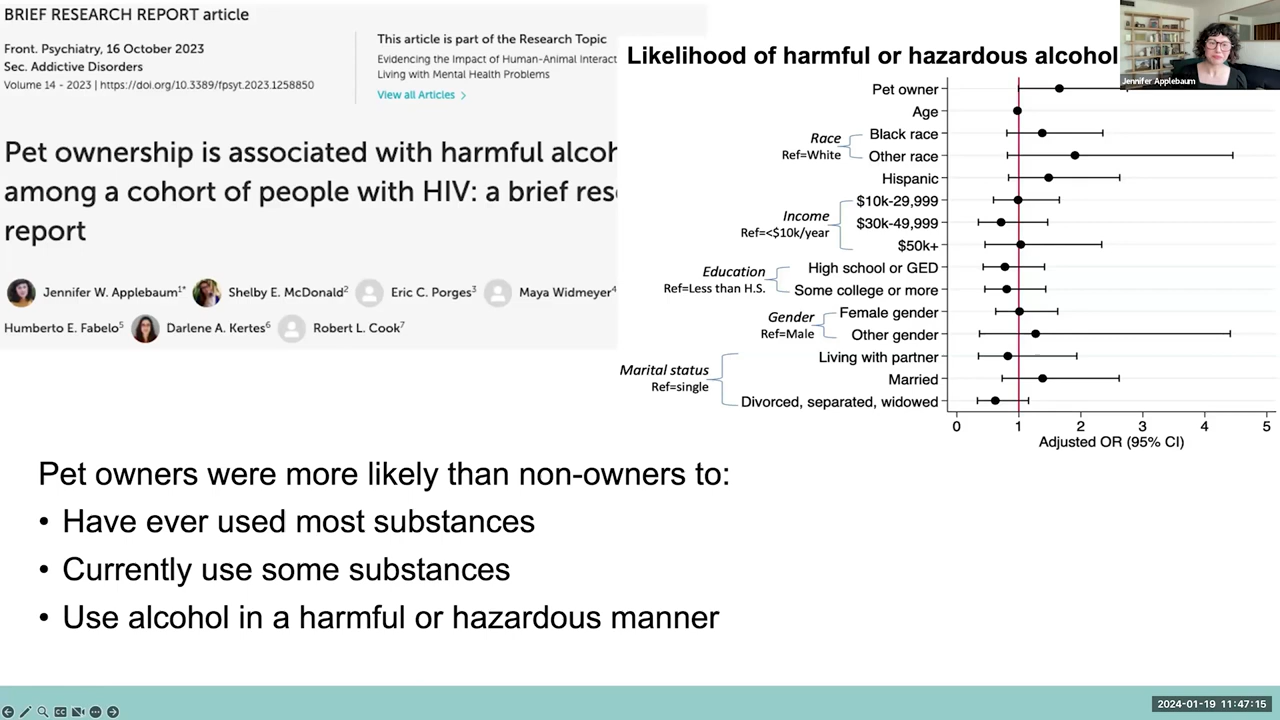 BRIEF RESEARCH REPORT article
Front. Psychiatry, 16 October 2023
Sec. Addictive Disorders
Volume 14 - 2023 | https://doi.org/10.3389/fpsyt.2023.1258850
This article is part of the Research Topic
Evidencing the Impact of Human-Animal Interact
Living with Mental Health Problems
View all Articles >
Pet ownership is associated with harmful alcoh
among a cohort of people with HIV: a brief res
report
Jennifer W. Applebaum1* Shelby E. McDonald2 Eric C. Porges3 Maya Widmeyer4
Humberto E. Fabelo5 Darlene A. Kertes6 Robert L. Cook7
Likelihood of harmful or hazardous alcohol
Jennifer Applebaum
Pet owner
Age
Race
Ref=White
Black race
Other race
Hispanic
Income
Ref=<$10k/year
$10k-29,999
$30k-49,999
$50k+
Education
Ref=Less than H.S.
High school or GED
Some college or more
Gender
Ref=Male
Female gender
Other gender
Marital status
Ref=single
Living with partner
Married
Divorced, separated, widowed
0 1 2 3 4 5
Adjusted OR (95% CI)
Pet owners were more likely than non-owners to:
• Have ever used most substances
• Currently use some substances
• Use alcohol in a harmful or hazardous manner
2024-01-19 11:47:15